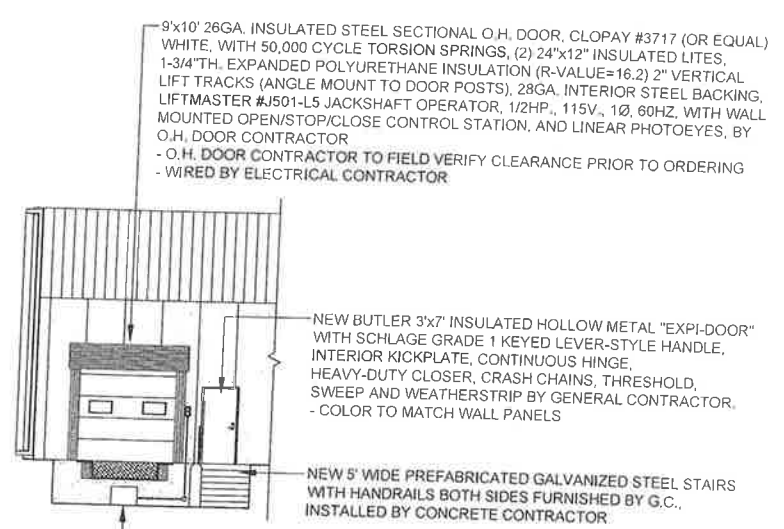 9'x10' 26GA. INSULATED STEEL SECTIONAL O.H. DOOR, CLOPAY #3717 (OR EQUAL)
WHITE, WITH 50,000 CYCLE TORSION SPRINGS, (2) 24"x12" INSULATED LITES,
1-3/4"TH. EXPANDED POLYURETHANE INSULATION (R-VALUE=16.2) 2" VERTICAL
LIFT TRACKS (ANGLE MOUNT TO DOOR POSTS), 28GA. INTERIOR STEEL BACKING,
LIFTMASTER #J501-L5 JACKSHAFT OPERATOR, 1/2HP., 115V., 1Ø, 60HZ, WITH WALL
MOUNTED OPEN/STOP/CLOSE CONTROL STATION, AND LINEAR PHOTOEYES, BY
O.H. DOOR CONTRACTOR
- O.H. DOOR CONTRACTOR TO FIELD VERIFY CLEARANCE PRIOR TO ORDERING
- WIRED BY ELECTRICAL CONTRACTOR
NEW BUTLER 3'x7' INSULATED HOLLOW METAL "EXPI-DOOR"
WITH SCHLAGE GRADE 1 KEYED LEVER-STYLE HANDLE,
INTERIOR KICKPLATE, CONTINUOUS HINGE,
HEAVY-DUTY CLOSER, CRASH CHAINS, THRESHOLD,
SWEEP AND WEATHERSTRIP BY GENERAL CONTRACTOR.
- COLOR TO MATCH WALL PANELS
NEW 5' WIDE PREFABRICATED GALVANIZED STEEL STAIRS
WITH HANDRAILS BOTH SIDES FURNISHED BY G.C.,
INSTALLED BY CONCRETE CONTRACTOR